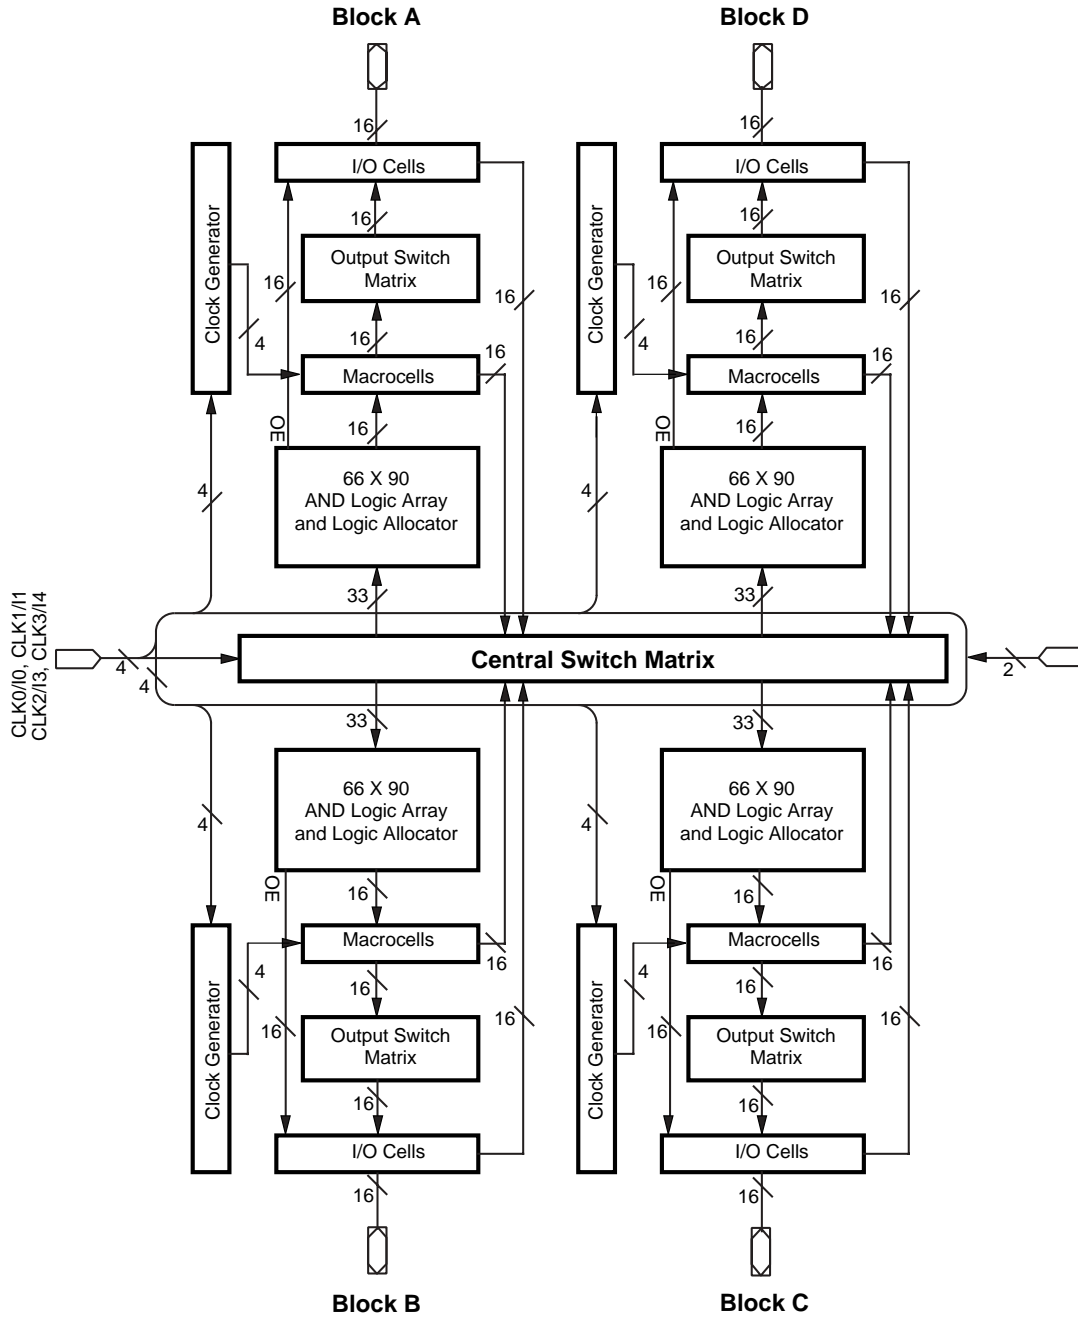 Block A
Block D
16
16
I/O Cells
I/O Cells
16
16
Clock Generator
Output Switch
Matrix
Clock Generator
Output Switch
Matrix
16
16
16
16
4
16
16
4
16
16
Macrocells
Macrocells
OE
16
OE
16
4
66 X 90
AND Logic Array
and Logic Allocator
4
66 X 90
AND Logic Array
and Logic Allocator
33
33
CLK0/I0, CLK1/I1
CLK2/I3, CLK3/I4
4
4
Central Switch Matrix
2
33
33
4
66 X 90
AND Logic Array
and Logic Allocator
4
66 X 90
AND Logic Array
and Logic Allocator
OE
16
OE
16
Macrocells
Macrocells
4
16
16
4
16
16
Clock Generator
16
16
Clock Generator
16
16
Output Switch
Matrix
Output Switch
Matrix
16
16
I/O Cells
I/O Cells
16
16
Block B
Block C